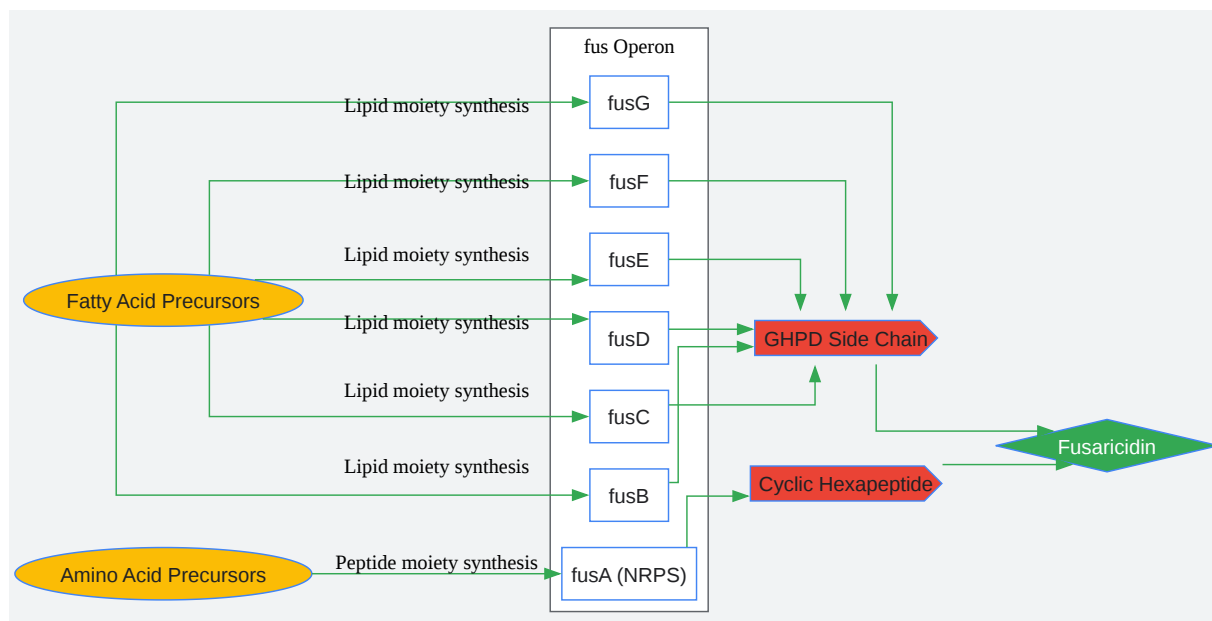 fus Operon
Lipid moiety synthesis
fusG
Lipid moiety synthesis
fusF
Lipid moiety synthesis
fusE
Fatty Acid Precursors
Lipid moiety synthesis
fusD
GHPD Side Chain
Lipid moiety synthesis
fusC
Fusaricidin
Lipid moiety synthesis
fusB
Cyclic Hexapeptide
Amino Acid Precursors
Peptide moiety synthesis
fusA (NRPS)